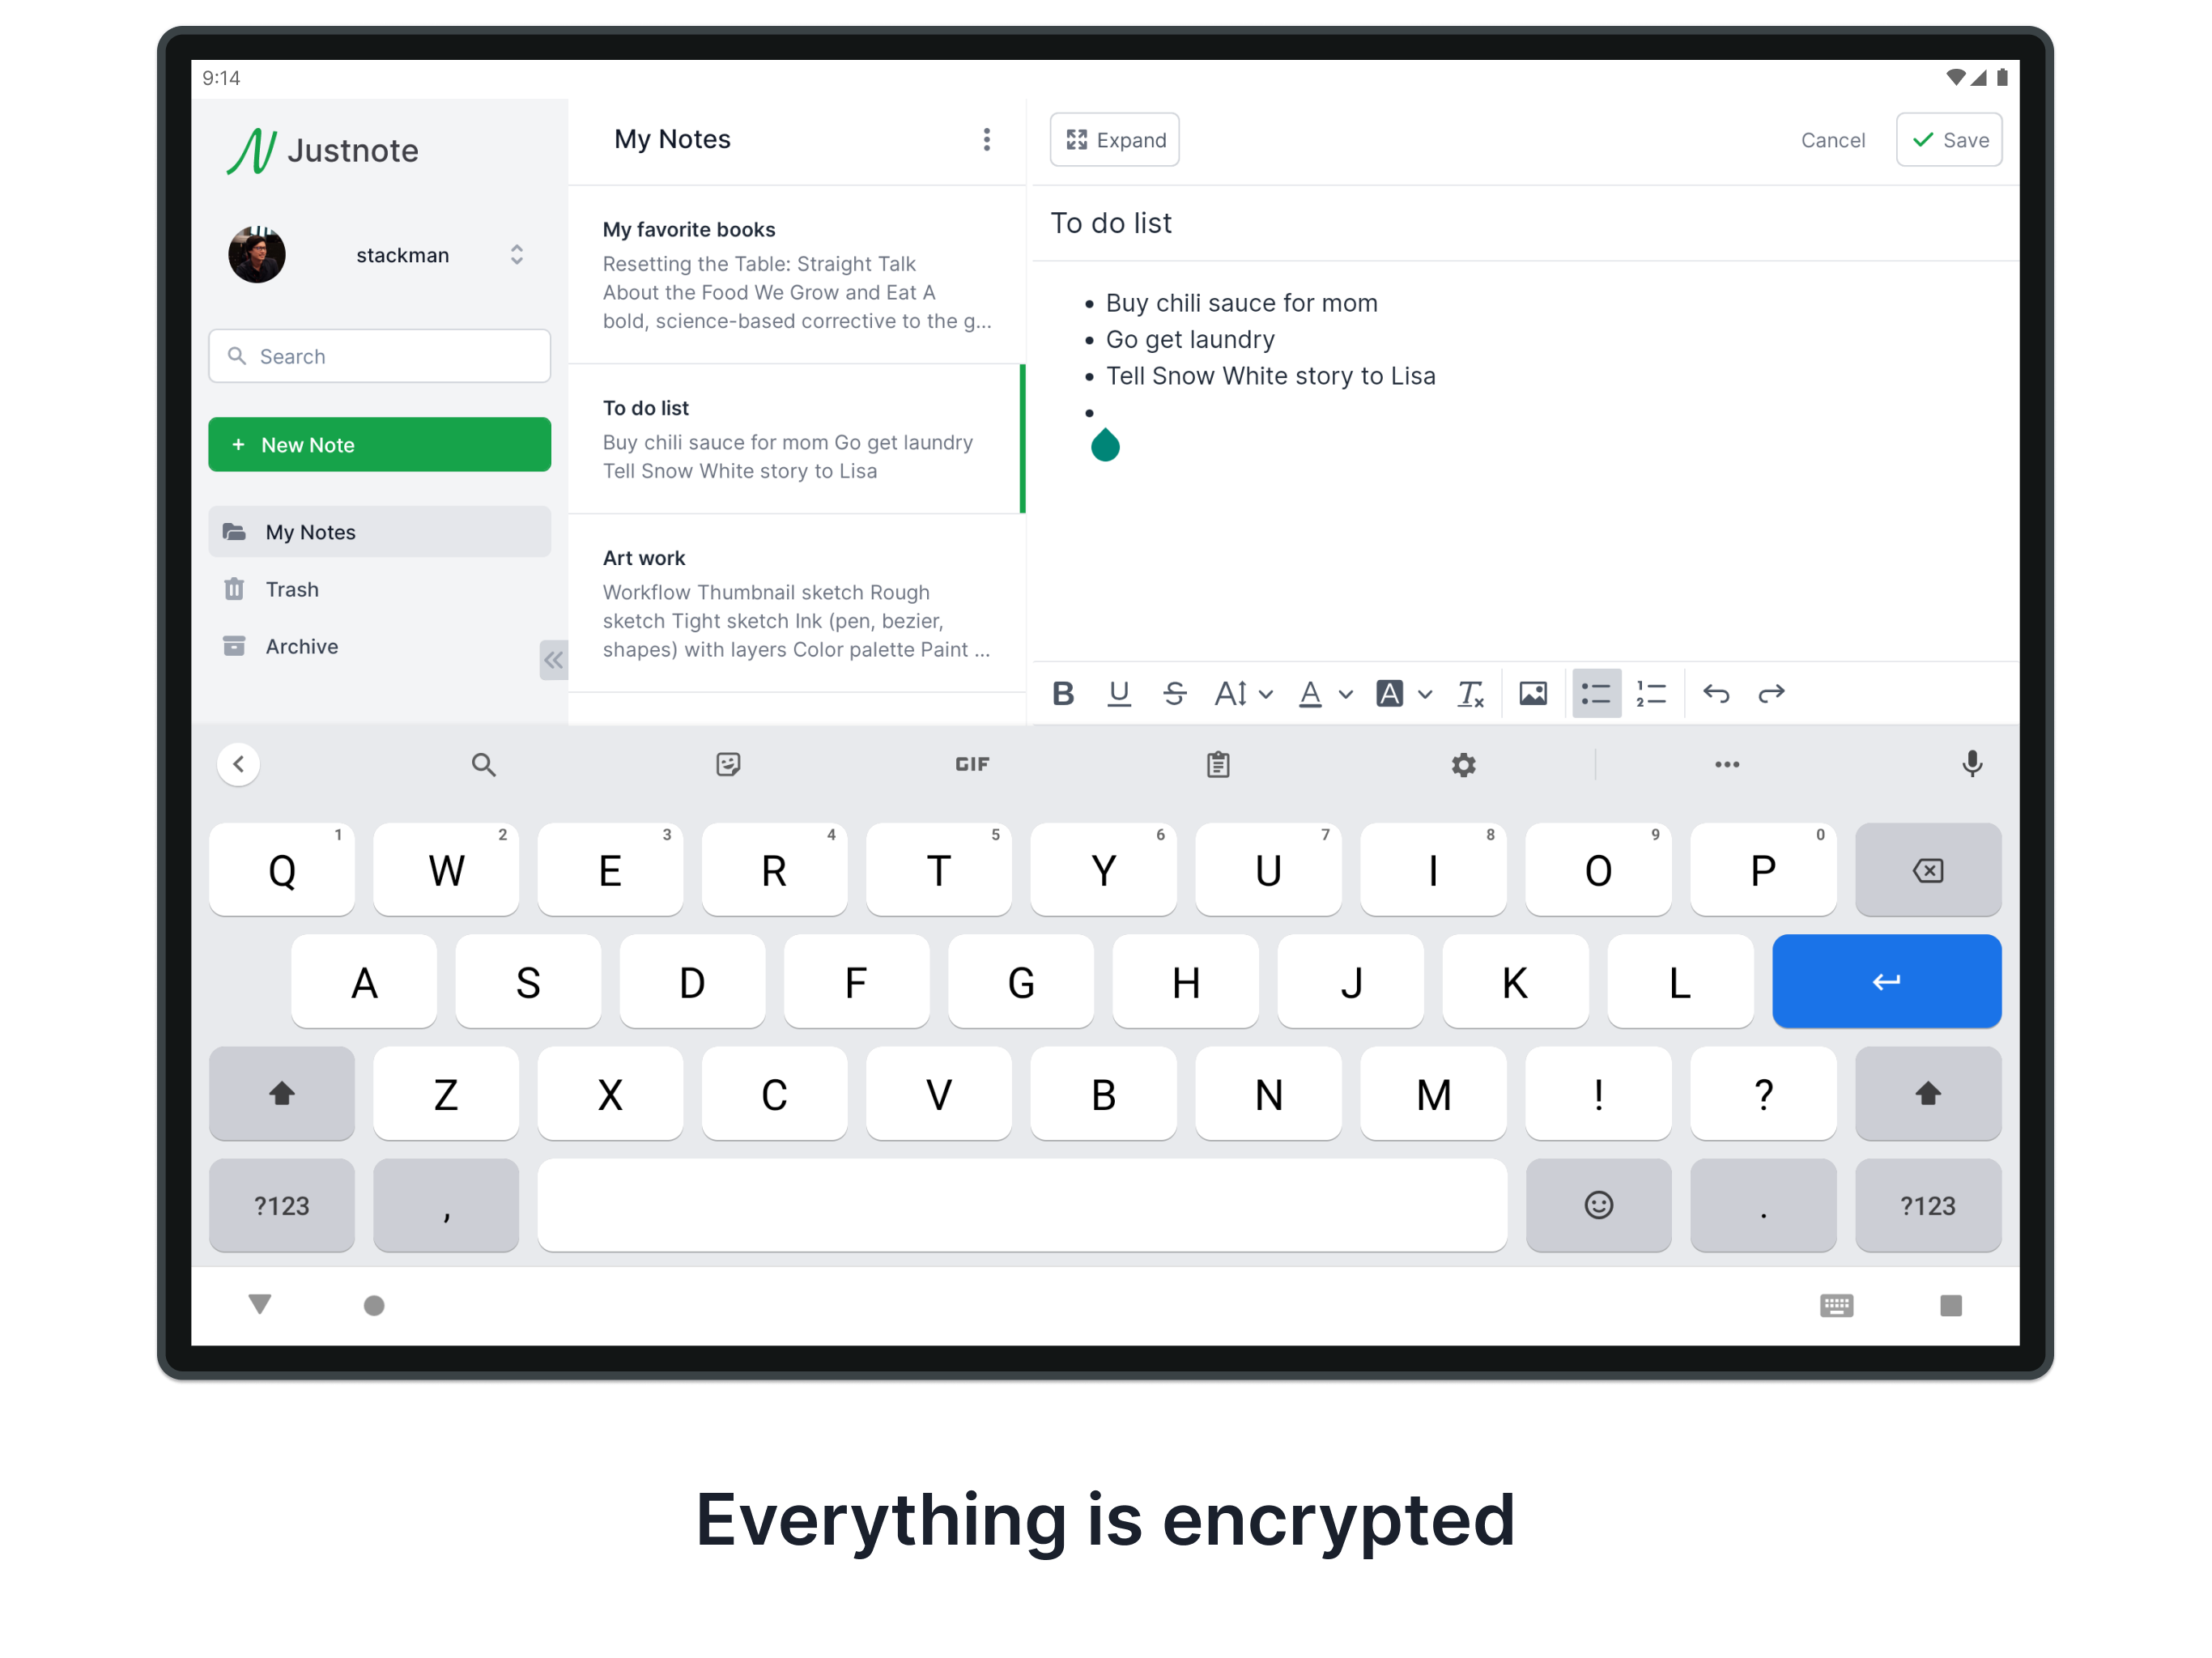 9:14
Justnote
stackman
Search
+ New Note
My Notes
Trash
Archive
My Notes
My favorite books
Resetting the Table: Straight Talk
About the Food We Grow and Eat A
bold, science-based corrective to the g...
To do list
Buy chili sauce for mom Go get laundry
Tell Snow White story to Lisa
Art work
Workflow Thumbnail sketch Rough
sketch Tight sketch Ink (pen, bezier,
shapes) with layers Color palette Paint ...
Expand
Cancel
Save
To do list
• Buy chili sauce for mom
• Go get laundry
• Tell Snow White story to Lisa
•
B U S A A A T
GIF
Q 1 W 2 E 3 R 4 T 5 Y 6 U 7 I 8 O 9 P 0
A S D F G H J K L
Z X C V B N M ! ?
?123 , . ?123
Everything is encrypted